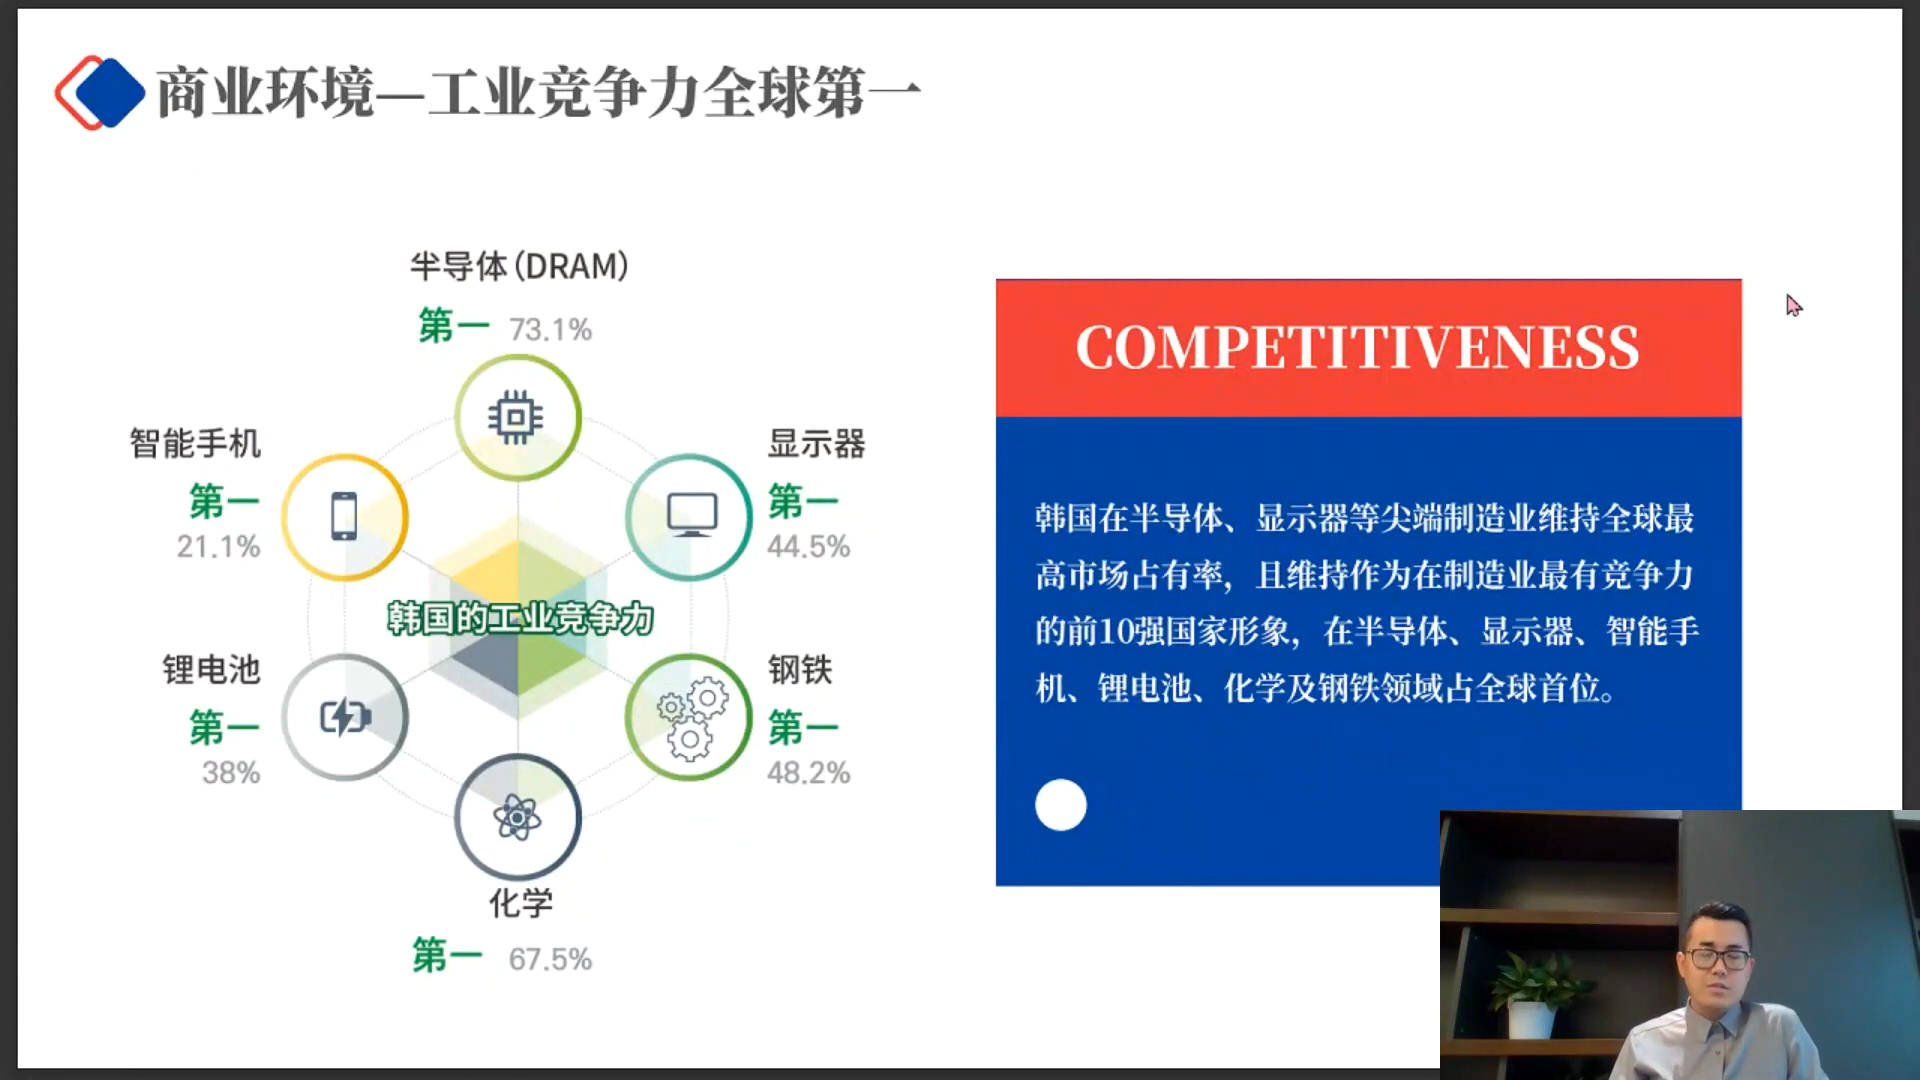 商业环境—工业竞争力全球第一
半导体(DRAM)
第一 73.1%
智能手机
第一
21.1%
显示器
第一
44.5%
韩国的工业竞争力
锂电池
第一
38%
钢铁
第一
48.2%
化学
第一 67.5%
COMPETITIVENESS
韩国在半导体、显示器等尖端制造业维持全球最
高市场占有率，且维持作为在制造业最有竞争力
的前10强国家形象，在半导体、显示器、智能手
机、锂电池、化学及钢铁领域占全球首位。